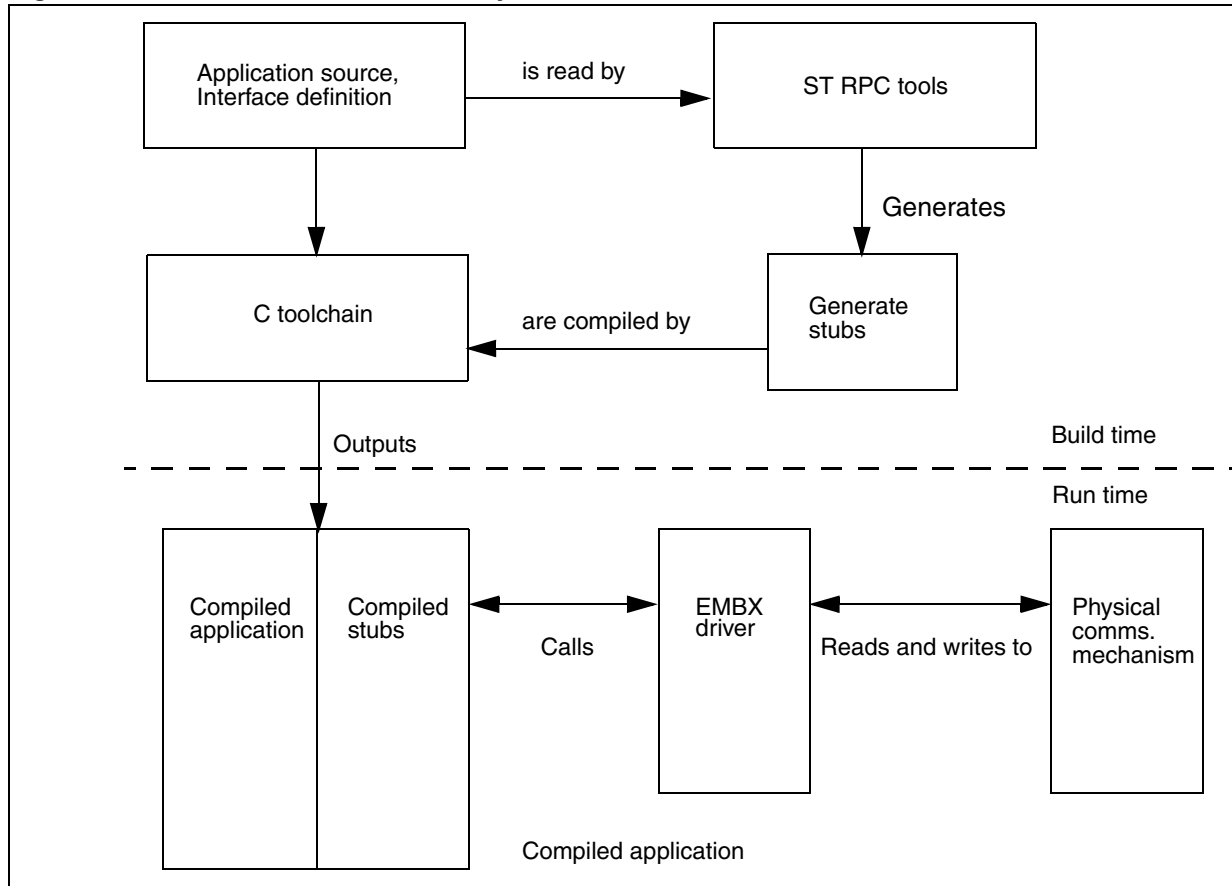 Application source,
Interface definition
is read by
ST RPC tools
Generates
C toolchain
are compiled by
Generate
stubs
Outputs
Build time
Run time
Compiled
application
Compiled
stubs
Calls
EMBX
driver
Reads and writes to
Physical
comms.
mechanism
Compiled application